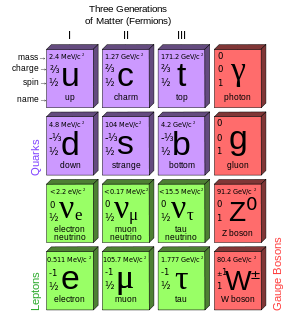 Three Generations
of Matter (Fermions)
I II III
mass 2.4 MeV/c² 1.27 GeV/c² 171.2 GeV/c² 0
charge ⅔ ⅔ ⅔ 0
spin ½ u ½ c ½ t 1 γ
name up charm top photon
Quarks
4.8 MeV/c² 104 MeV/c² 4.2 GeV/c² 0
-⅓ -⅓ -⅓ 0
½ d ½ s ½ b 1 g
down strange bottom gluon
<2.2 eV/c² <0.17 MeV/c² <15.5 MeV/c² 91.2 GeV/c²
0 0 0 0
½ νe ½ νμ ½ ντ 1 Z⁰
electron neutrino muon neutrino tau neutrino Z boson
Leptons
0.511 MeV/c² 105.7 MeV/c² 1.777 GeV/c² 80.4 GeV/c²
-1 -1 -1 ±1
½ e ½ μ ½ τ 1 W±
electron muon tau W boson
Gauge Bosons